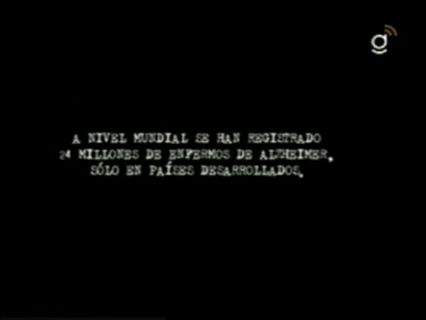 A NIVEL MUNDIAL SE HAN REGISTRADO
24 MILLONES DE ENFERMOS DE ALZHEIMER,
SÓLO EN PAÍSES DESARROLLADOS.